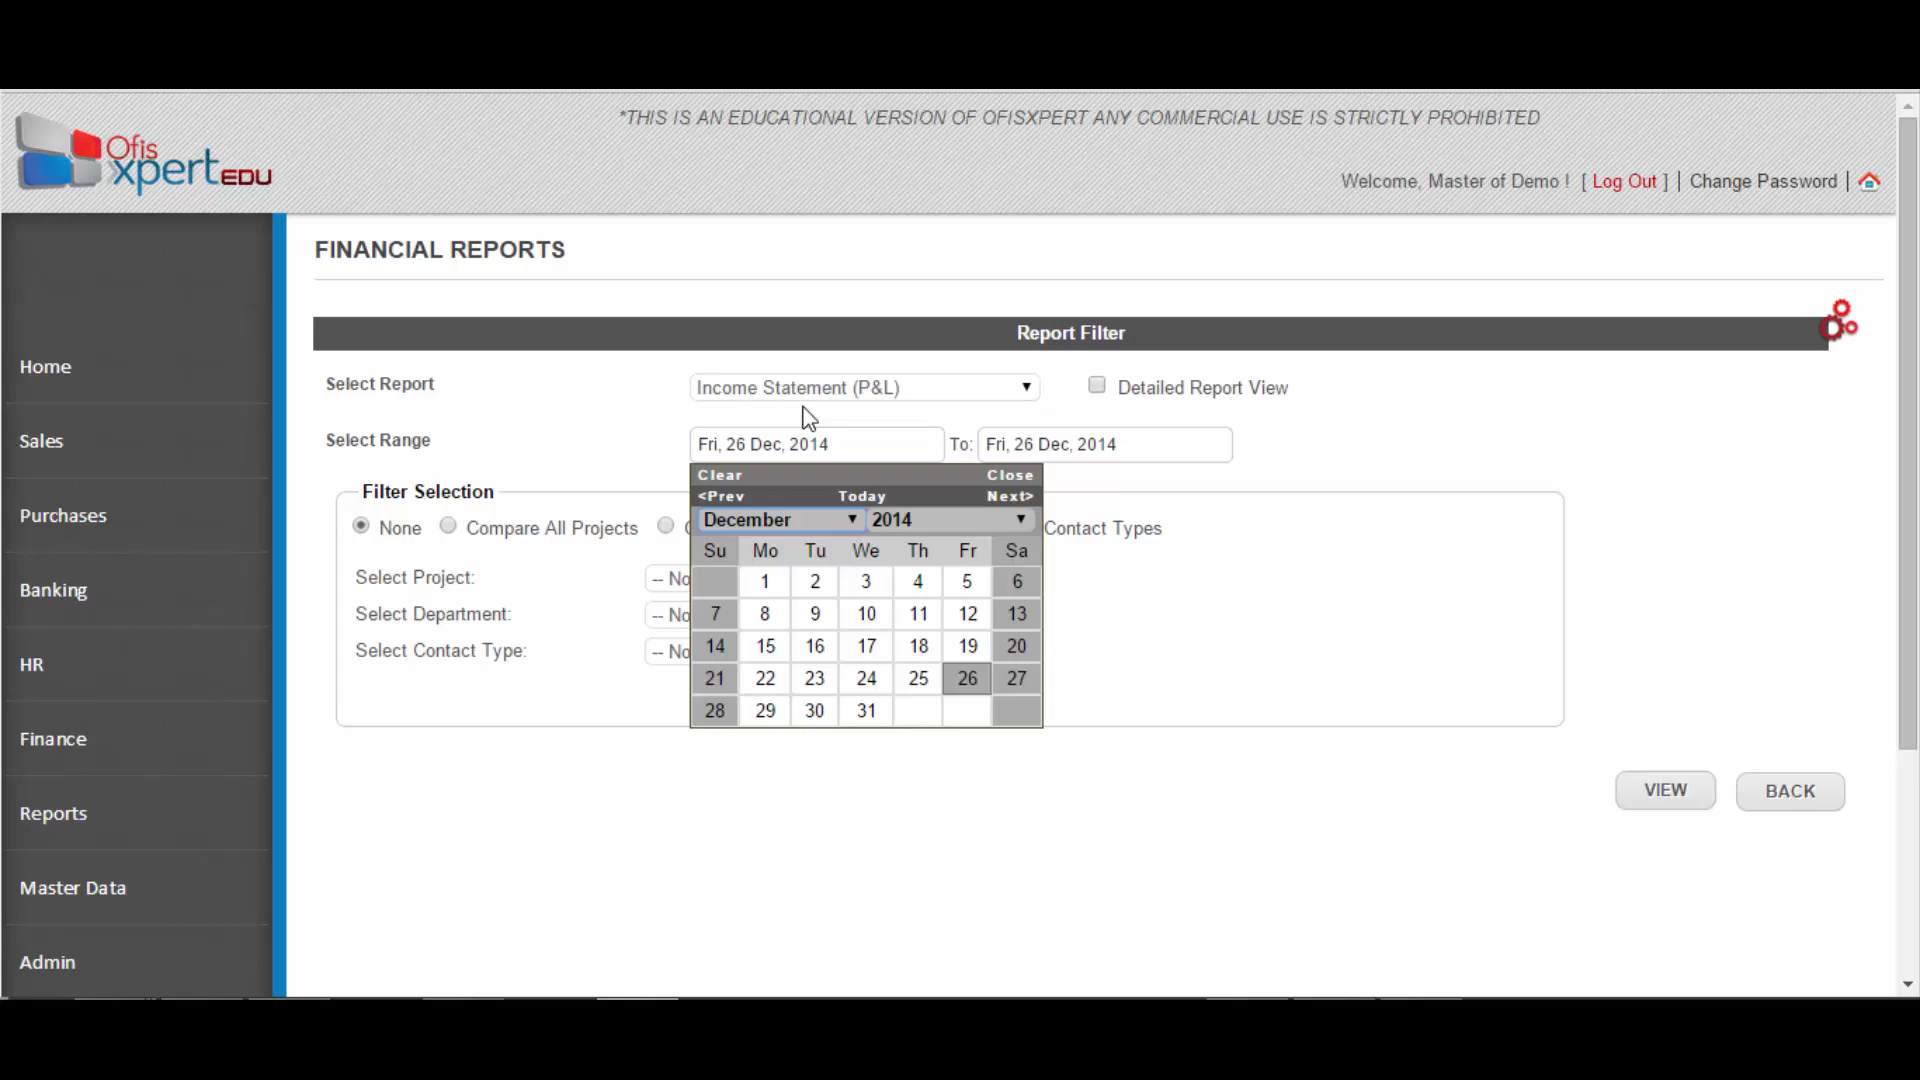 *THIS IS AN EDUCATIONAL VERSION OF OFISXPERT ANY COMMERCIAL USE IS STRICTLY PROHIBITED
Ofis
xpert EDU
Welcome, Master of Demo ! [ Log Out ] | Change Password |
FINANCIAL REPORTS
Report Filter
Home
Sales
Purchases
Banking
HR
Finance
Reports
Master Data
Admin
Select Report Income Statement (P&L) Detailed Report View
Select Range Fri, 26 Dec, 2014 To: Fri, 26 Dec, 2014
Clear Close
<Prev Today Next>
December 2014
Su Mo Tu We Th Fr Sa
1 2 3 4 5 6
7 8 9 10 11 12 13
14 15 16 17 18 19 20
21 22 23 24 25 26 27
28 29 30 31
Filter Selection
None Compare All Projects Contact Types
Select Project: -- No
Select Department: -- No
Select Contact Type: -- No
VIEW BACK